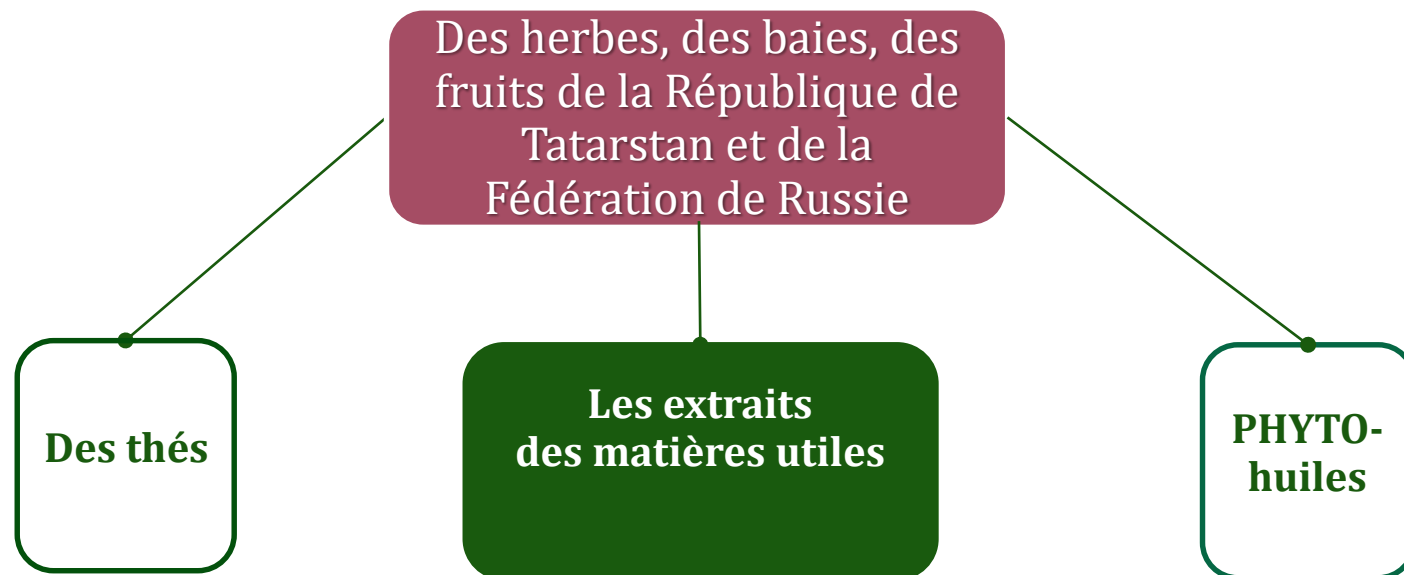 Des herbes, des baies, des
fruits de la République de
Tatarstan et de la
Fédération de Russie
Des thés
Les extraits
des matières utiles
PHYTO-
huiles